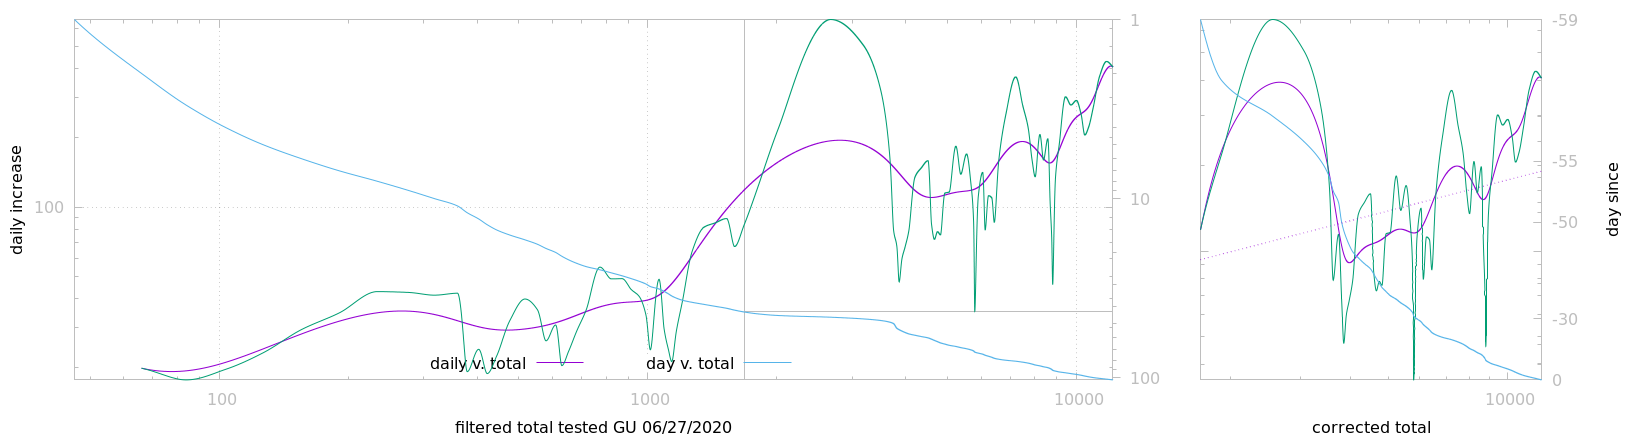 daily increase
100
daily v. total
day v. total
100
1000
10000
filtered total tested GU 06/27/2020
1
10
100
-59
-55
-50
-30
0
day since
10000
corrected total